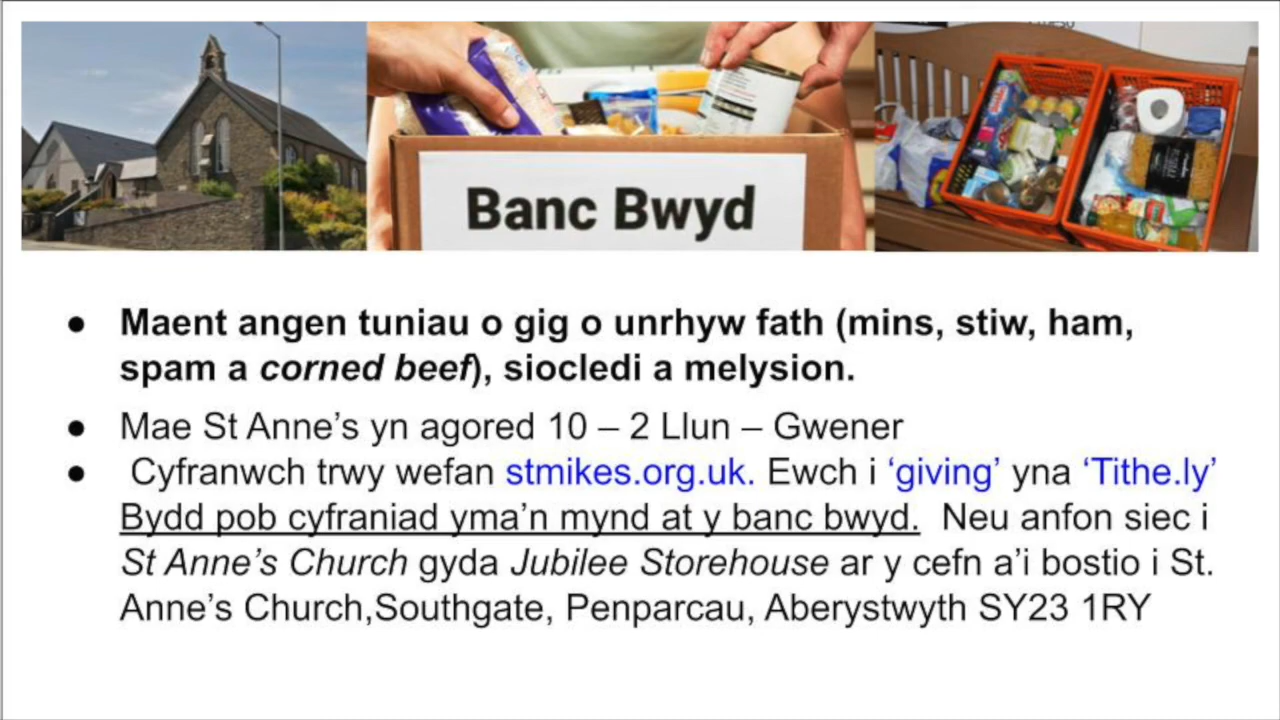 Banc Bwyd
● Maent angen tuniau o gig o unrhyw fath (mins, stiw, ham,
spam a corned beef), siocledi a melysion.
● Mae St Anne’s yn agored 10 – 2 Llun – Gwener
● Cyfranwch trwy wefan stmikes.org.uk. Ewch i ‘giving’ yna ‘Tithe.ly’
Bydd pob cyfraniad yma’n mynd at y banc bwyd. Neu anfon siec i
St Anne’s Church gyda Jubilee Storehouse ar y cefn a’i bostio i St.
Anne’s Church,Southgate, Penparcau, Aberystwyth SY23 1RY